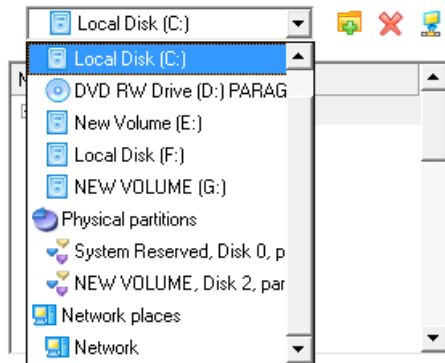 Local Disk (C:)
Local Disk (C:)
DVD RW Drive (D:) PARAG
New Volume (E:)
Local Disk (F:)
NEW VOLUME (G:)
Physical partitions
System Reserved, Disk 0, p
NEW VOLUME, Disk 2, par
Network places
Network